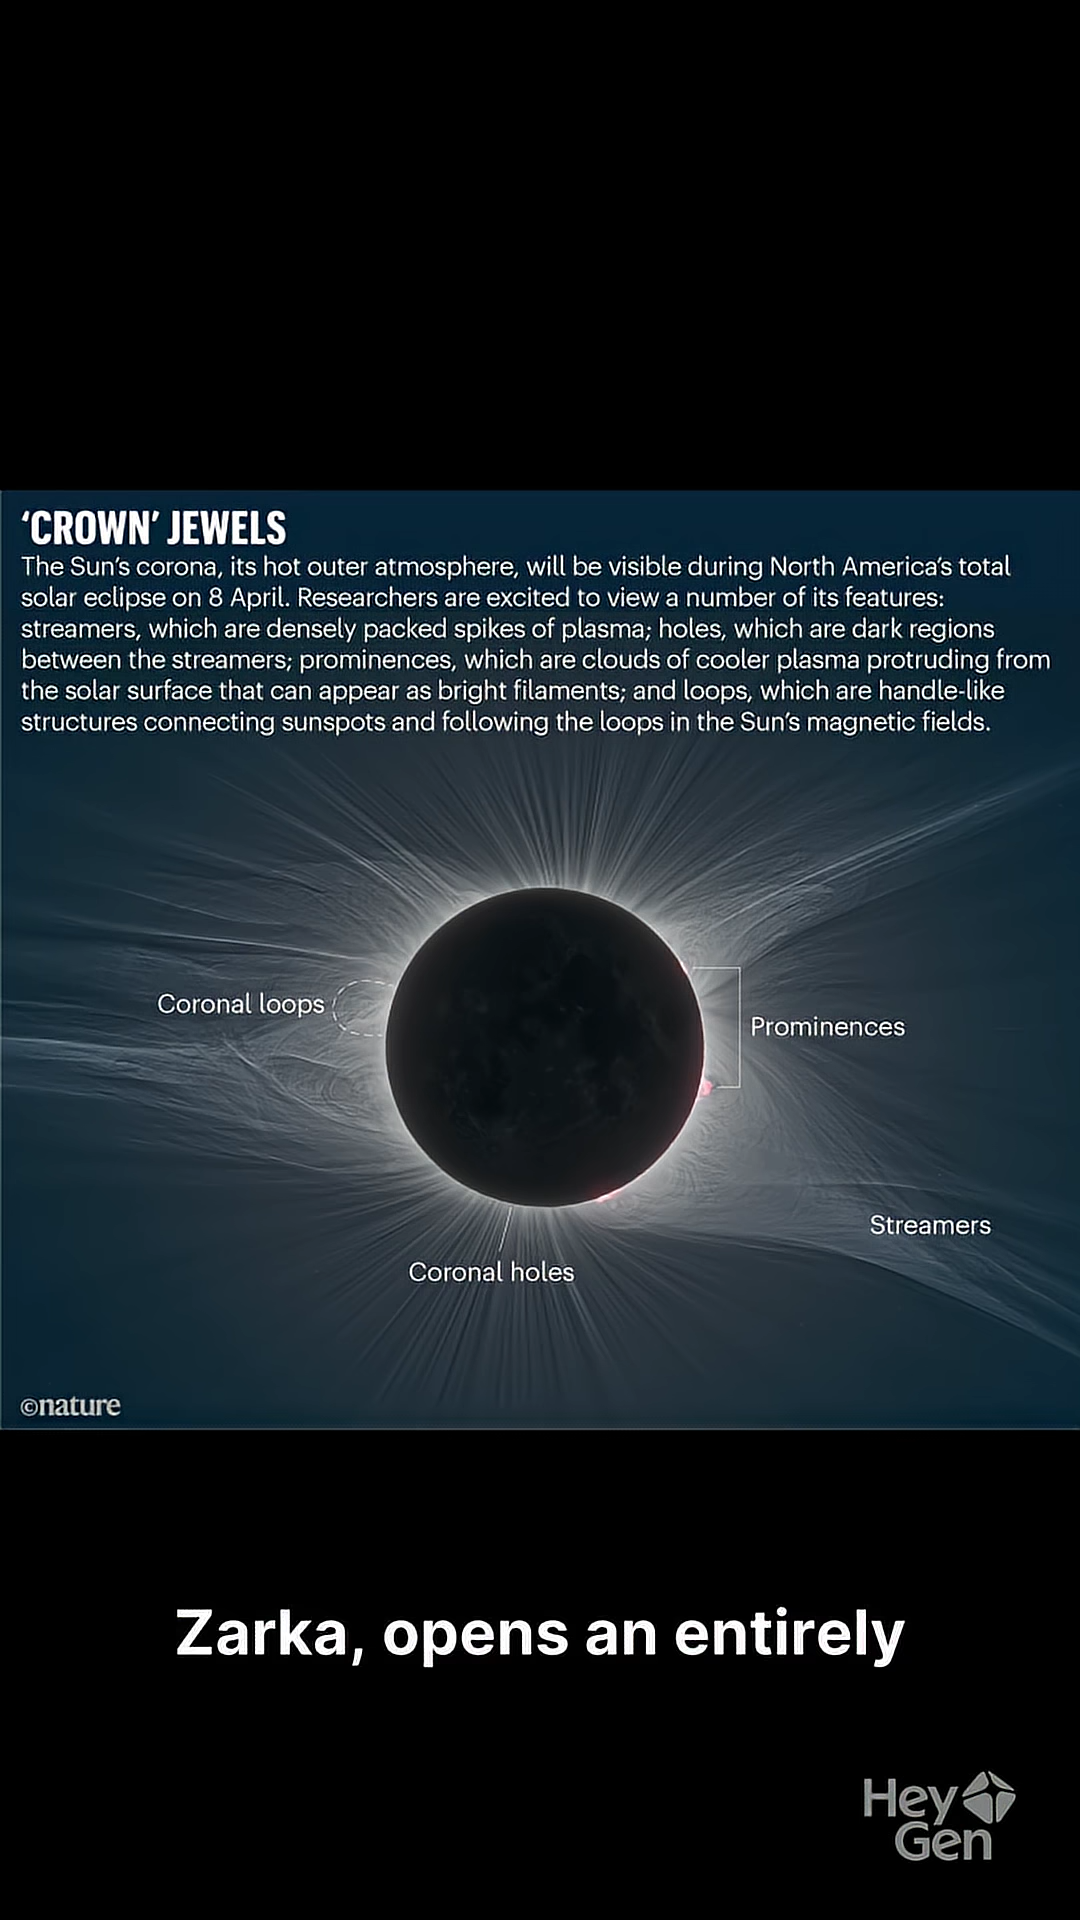 ‘CROWN’ JEWELS
The Sun’s corona, its hot outer atmosphere, will be visible during North America’s total
solar eclipse on 8 April. Researchers are excited to view a number of its features:
streamers, which are densely packed spikes of plasma; holes, which are dark regions
between the streamers; prominences, which are clouds of cooler plasma protruding from
the solar surface that can appear as bright filaments; and loops, which are handle-like
structures connecting sunspots and following the loops in the Sun’s magnetic fields.
Coronal loops
Prominences
Streamers
Coronal holes
©nature
Zarka, opens an entirely
Hey
Gen